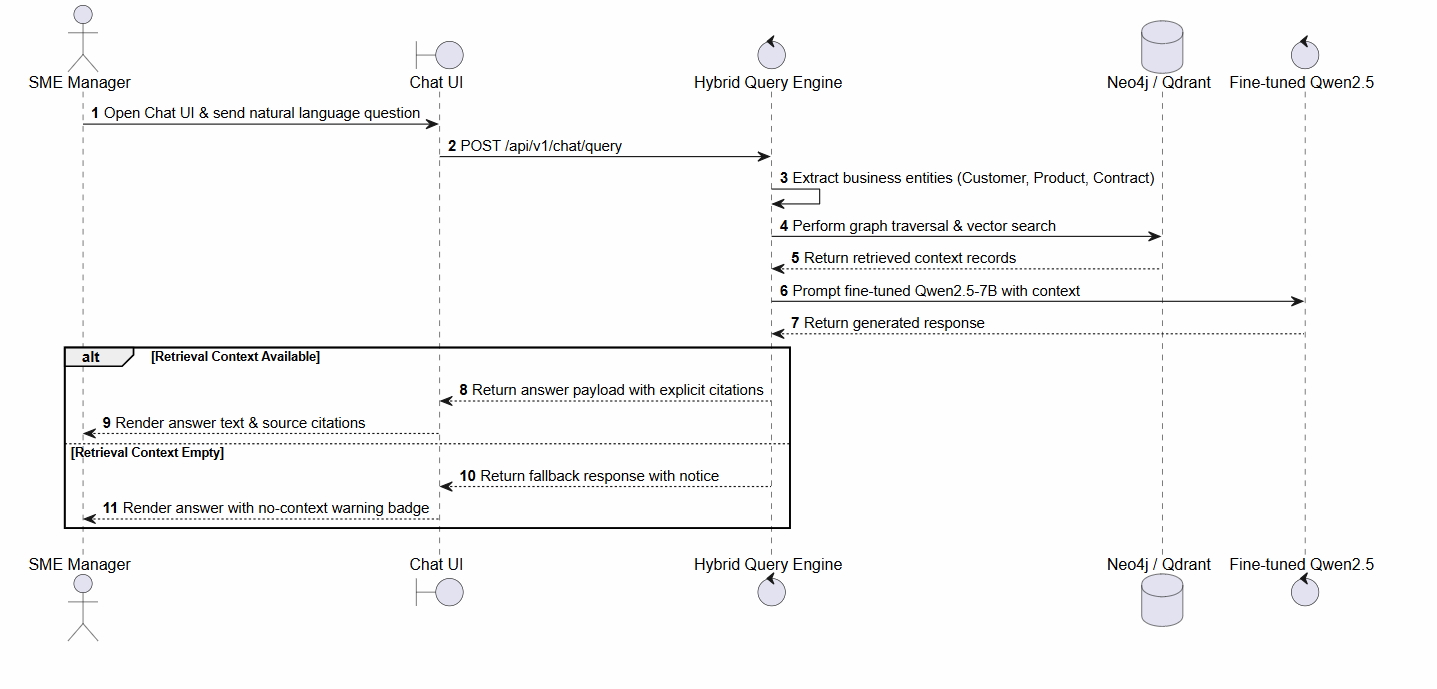 SME Manager
Chat UI
Hybrid Query Engine
Neo4j / Qdrant
Fine-tuned Qwen2.5
1 Open Chat UI & send natural language question
2 POST /api/v1/chat/query
3 Extract business entities (Customer, Product, Contract)
4 Perform graph traversal & vector search
5 Return retrieved context records
6 Prompt fine-tuned Qwen2.5-7B with context
7 Return generated response
alt [Retrieval Context Available]
8 Return answer payload with explicit citations
9 Render answer text & source citations
[Retrieval Context Empty]
10 Return fallback response with notice
11 Render answer with no-context warning badge
SME Manager
Chat UI
Hybrid Query Engine
Neo4j / Qdrant
Fine-tuned Qwen2.5